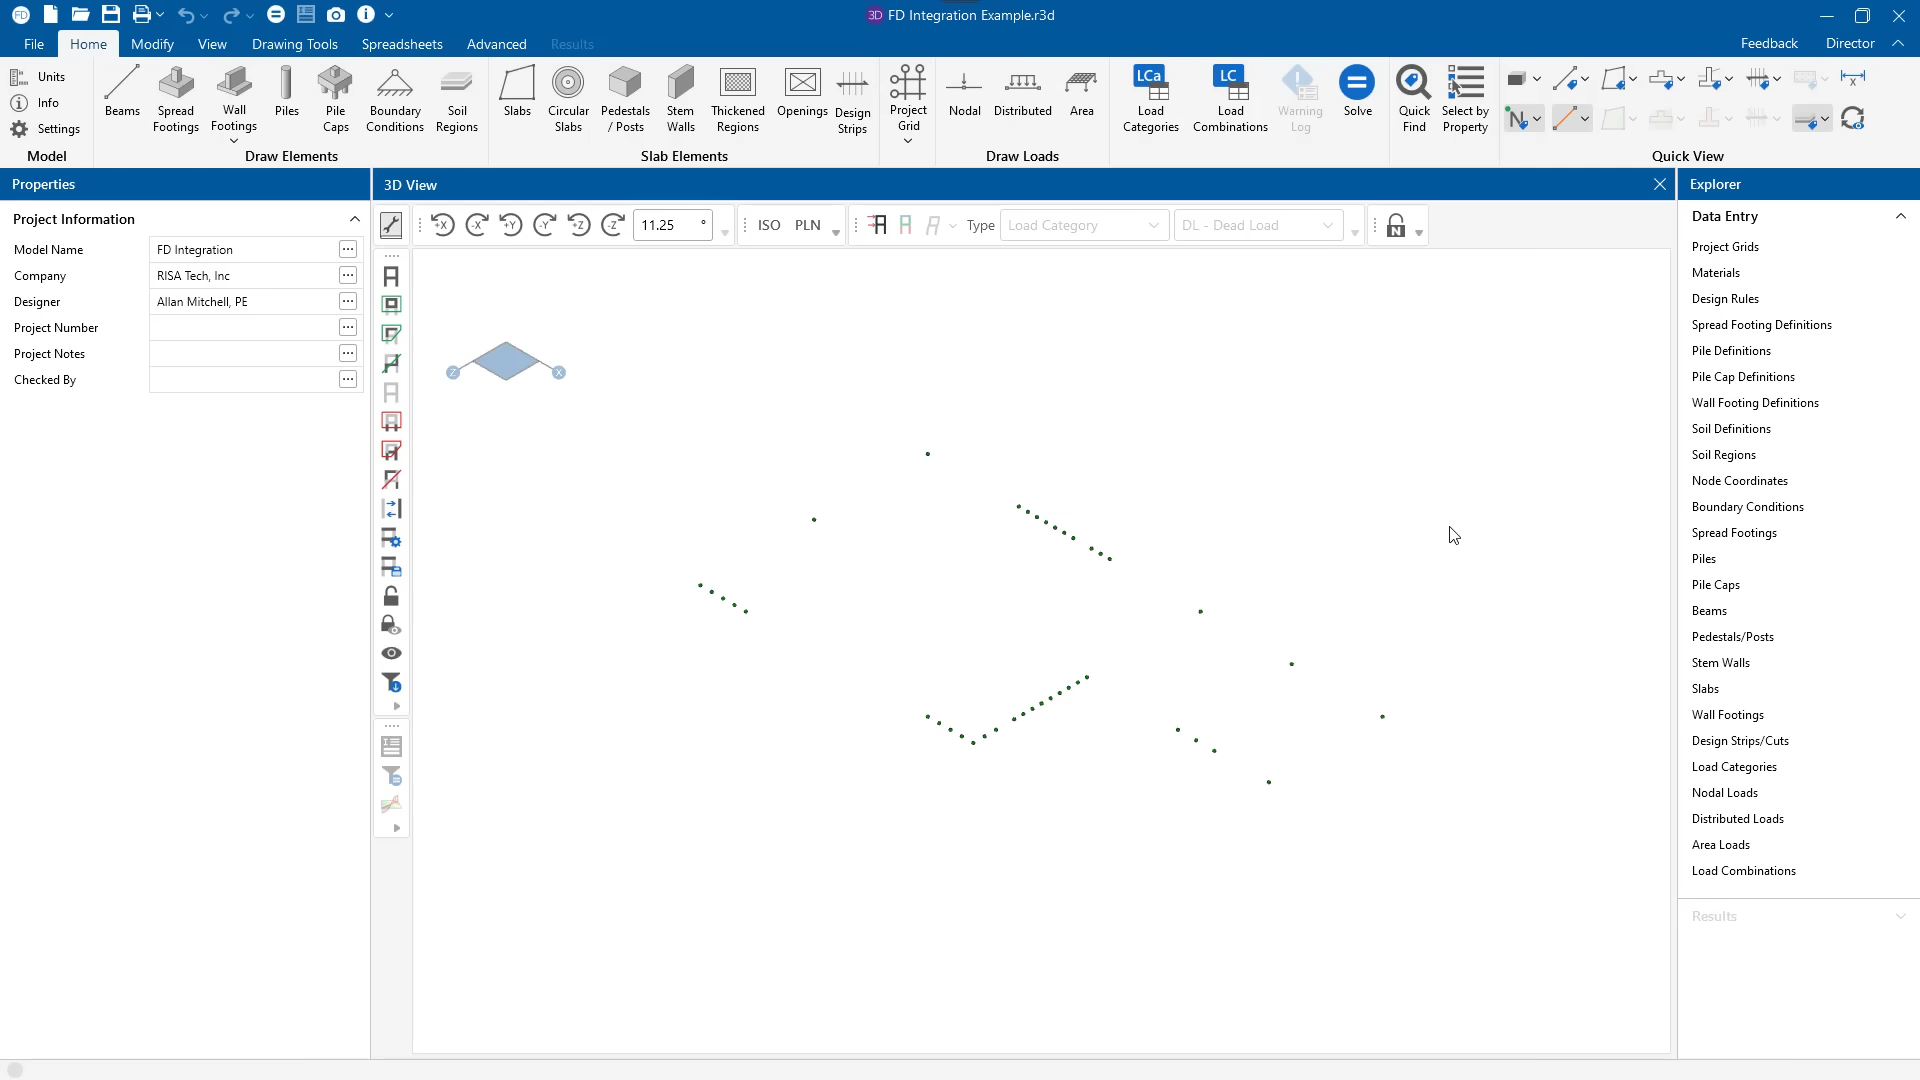 FD
3D FD Integration Example.r3d
File Home Modify View Drawing Tools Spreadsheets Advanced Results
Feedback Director
Units
Info
Settings
Model
Beams
Spread Footings
Wall Footings
Piles
Pile Caps
Boundary Conditions
Soil Regions
Draw Elements
Slabs
Circular Slabs
Pedestals / Posts
Stem Walls
Thickened Regions
Openings
Design Strips
Slab Elements
Project Grid
Nodal
Distributed
Area
Draw Loads
LCa
Load Categories
LC
Load Combinations
Warning Log
Solve
Quick Find
Select by Property
N
X
Quick View
Properties
Project Information
Model Name FD Integration
Company RISA Tech, Inc
Designer Allan Mitchell, PE
Project Number
Project Notes
Checked By
3D View
+X -X +Y -Y +Z -Z 11.25 ° ISO PLN Type Load Category DL - Dead Load N
Z X
Explorer
Data Entry
Project Grids
Materials
Design Rules
Spread Footing Definitions
Pile Definitions
Pile Cap Definitions
Wall Footing Definitions
Soil Definitions
Soil Regions
Node Coordinates
Boundary Conditions
Spread Footings
Piles
Pile Caps
Beams
Pedestals/Posts
Stem Walls
Slabs
Wall Footings
Design Strips/Cuts
Load Categories
Nodal Loads
Distributed Loads
Area Loads
Load Combinations
Results